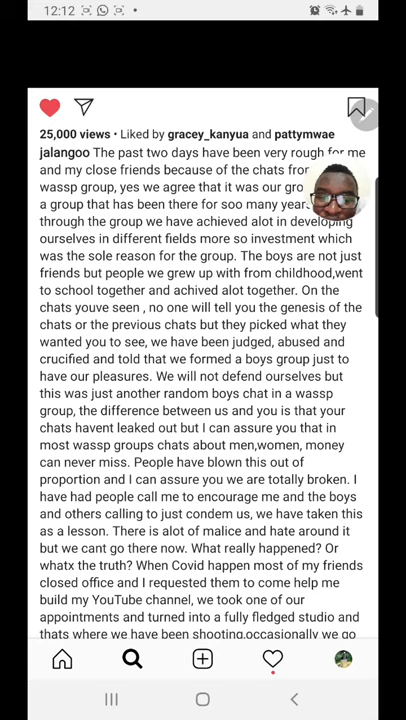 12:12
25,000 views • Liked by gracey_kanyua and pattymwae
jalangoo The past two days have been very rough for me
and my close friends because of the chats from
wassp group, yes we agree that it was our gro
a group that has been there for soo many years
through the group we have achieved alot in developing
ourselves in different fields more so investment which
was the sole reason for the group. The boys are not just
friends but people we grew up with from childhood,went
to school together and achived alot together. On the
chats youve seen , no one will tell you the genesis of the
chats or the previous chats but they picked what they
wanted you to see, we have been judged, abused and
crucified and told that we formed a boys group just to
have our pleasures. We will not defend ourselves but
this was just another random boys chat in a wassp
group, the difference between us and you is that your
chats havent leaked out but I can assure you that in
most wassp groups chats about men,women, money
can never miss. People have blown this out of
proportion and I can assure you we are totally broken. I
have had people call me to encourage me and the boys
and others calling to just condem us, we have taken this
as a lesson. There is alot of malice and hate around it
but we cant go there now. What really happened? Or
whatx the truth? When Covid happen most of my friends
closed office and I requested them to come help me
build my YouTube channel, we took one of our
appointments and turned into a fully fledged studio and
thats where we have been shooting,occasionally we go